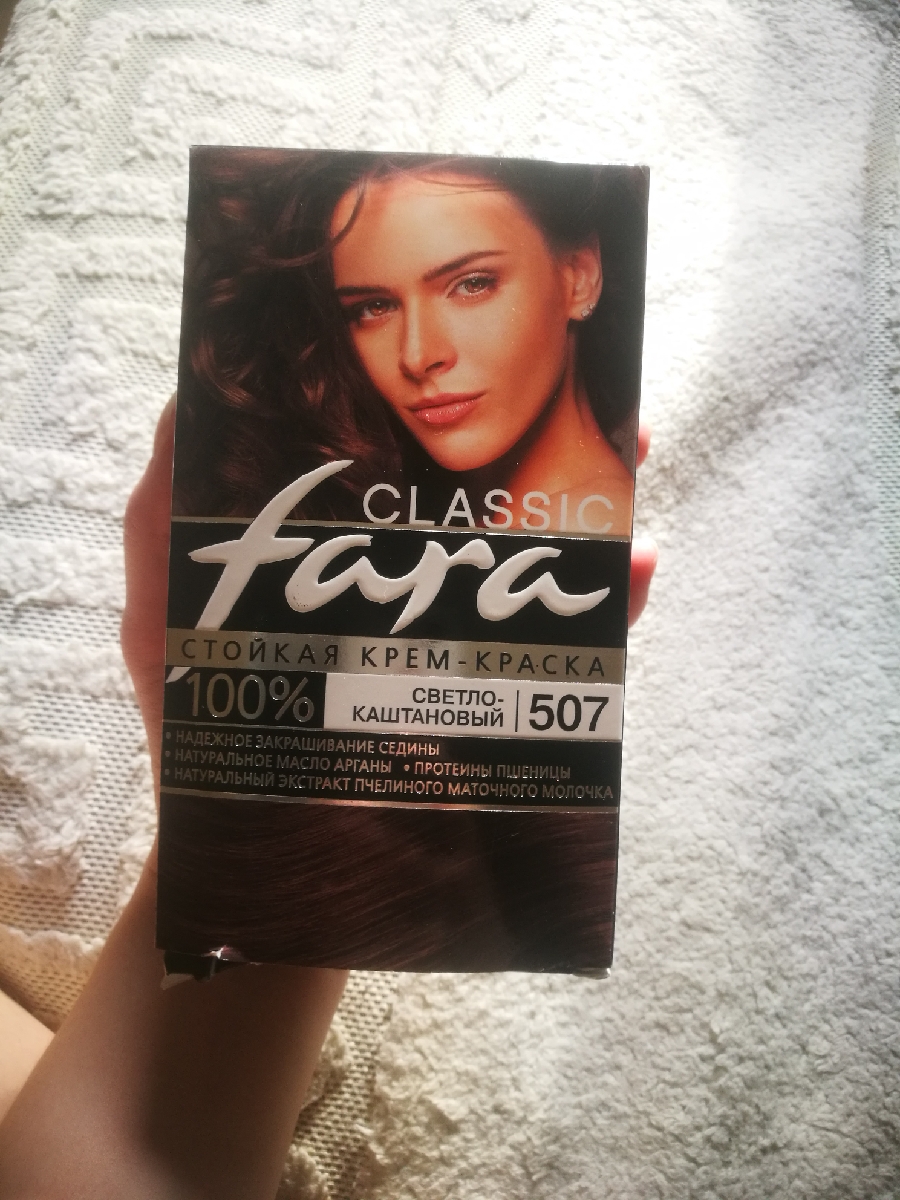 CLASSIC
fara
СТОЙКАЯ КРЕМ-КРАСКА
100%
СВЕТЛО-
КАШТАНОВЫЙ
507
• НАДЕЖНОЕ ЗАКРАШИВАНИЕ СЕДИНЫ
• НАТУРАЛЬНОЕ МАСЛО АРГАНЫ • ПРОТЕИНЫ ПШЕНИЦЫ
• НАТУРАЛЬНЫЙ ЭКСТРАКТ ПЧЕЛИНОГО МАТОЧНОГО МОЛОЧКА